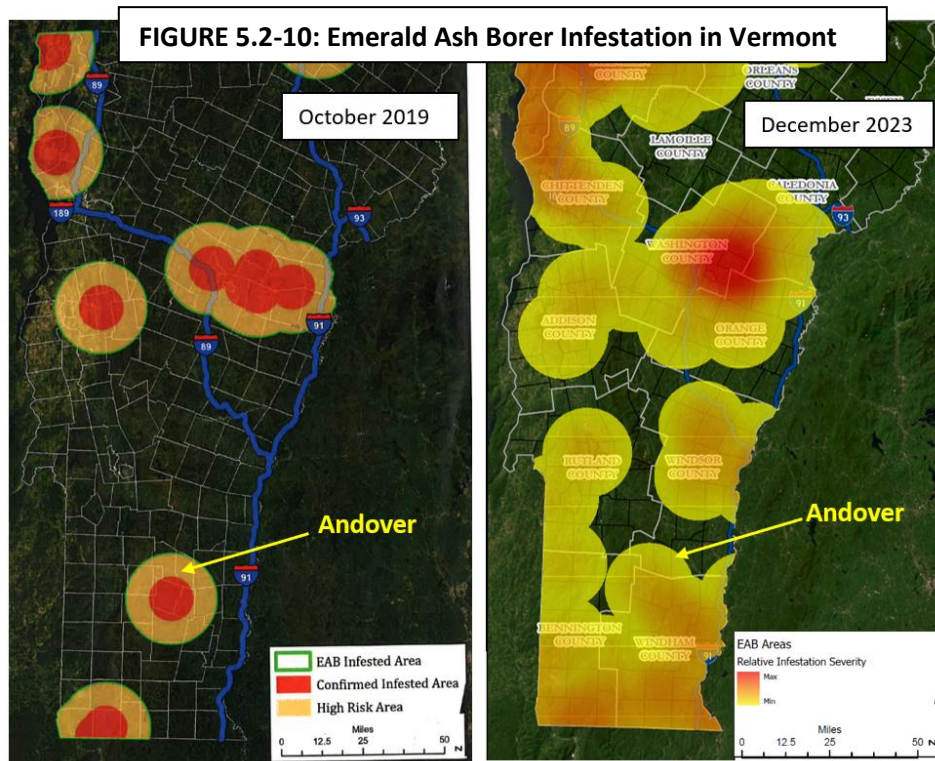 FIGURE 5.2-10: Emerald Ash Borer Infestation in Vermont
October 2019
89
189
93
91
89
Andover
91
EAB Infested Area
Confirmed Infested Area
High Risk Area
Miles
0 12.5 25 50
N
December 2023
COUNTY
ORLEANS
COUNTY
89
LAMOILLE
COUNTY
CHITTENDEN
COUNTY
CALEDONIA
COUNTY
93
WASHINGTON
COUNTY
91
ADDISON
COUNTY
ORANGE
COUNTY
RUTLAND
COUNTY
WINDSOR
COUNTY
Andover
BENNINGTON
COUNTY
WINDHAM
COUNTY
91
EAB Areas
Relative Infestation Severity
Max
Min
Miles
0 12.5 25 50
N